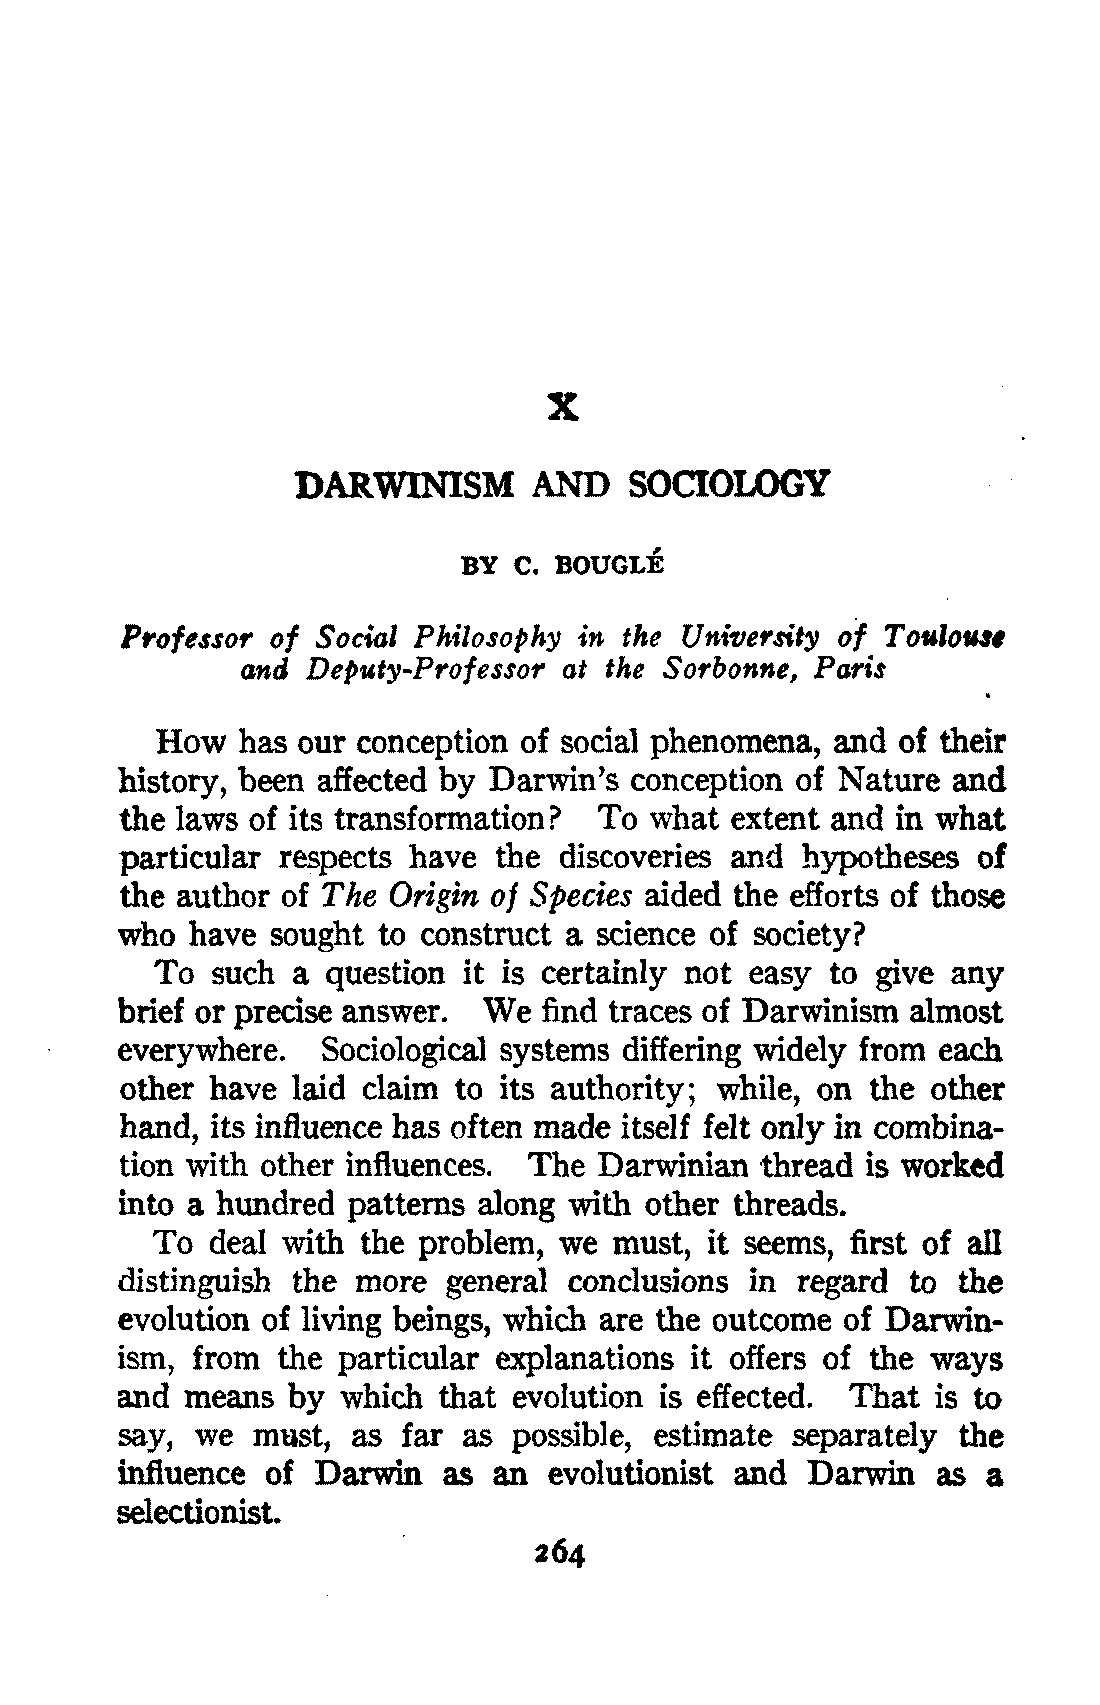 X
DARWINISM AND SOCIOLOGY
BY C. BOUGLÉ
Professor of Social Philosophy in the University of Toulouse
and Deputy-Professor at the Sorbonne, Paris
How has our conception of social phenomena, and of their
history, been affected by Darwin's conception of Nature and
the laws of its transformation? To what extent and in what
particular respects have the discoveries and hypotheses of
the author of The Origin of Species aided the efforts of those
who have sought to construct a science of society?
To such a question it is certainly not easy to give any
brief or precise answer. We find traces of Darwinism almost
everywhere. Sociological systems differing widely from each
other have laid claim to its authority; while, on the other
hand, its influence has often made itself felt only in combina-
tion with other influences. The Darwinian thread is worked
into a hundred patterns along with other threads.
To deal with the problem, we must, it seems, first of all
distinguish the more general conclusions in regard to the
evolution of living beings, which are the outcome of Darwin-
ism, from the particular explanations it offers of the ways
and means by which that evolution is effected. That is to
say, we must, as far as possible, estimate separately the
influence of Darwin as an evolutionist and Darwin as a
selectionist.
264